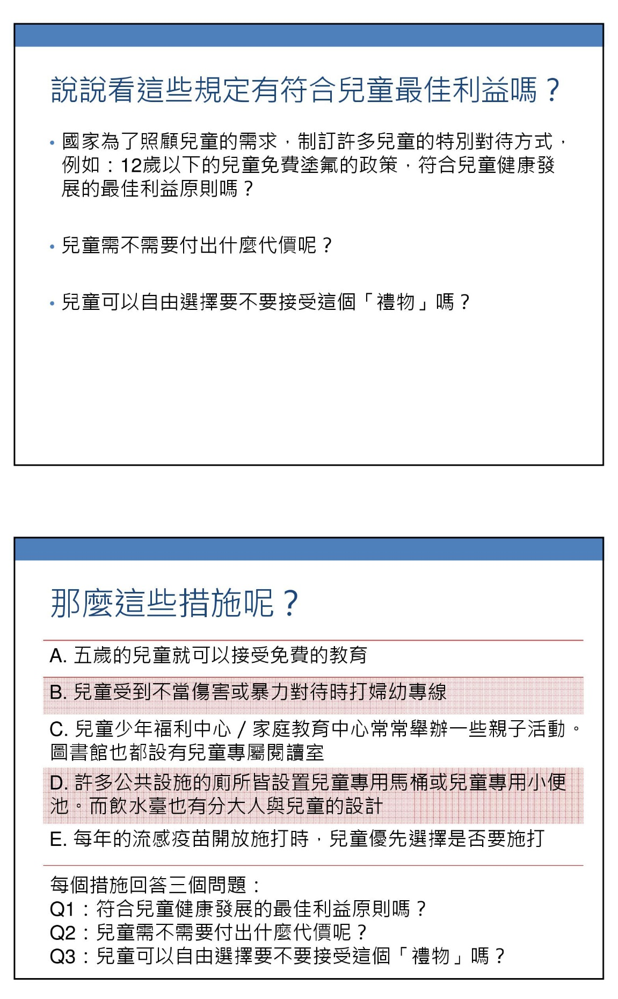 說說看這些規定有符合兒童最佳利益嗎？
• 國家為了照顧兒童的需求，制訂許多兒童的特別對待方式，
例如：12歲以下的兒童免費塗氟的政策，符合兒童健康發
展的最佳利益原則嗎？
• 兒童需不需要付出什麼代價呢？
• 兒童可以自由選擇要不要接受這個「禮物」嗎？
那麼這些措施呢？
A. 五歲的兒童就可以接受免費的教育
B. 兒童受到不當傷害或暴力對待時打婦幼專線
C. 兒童少年福利中心／家庭教育中心常常舉辦一些親子活動。
圖書館也都設有兒童專屬閱讀室
D. 許多公共設施的廁所皆設置兒童專用馬桶或兒童專用小便
池。而飲水臺也有分大人與兒童的設計
E. 每年的流感疫苗開放施打時，兒童優先選擇是否要施打
每個措施回答三個問題：
Q1：符合兒童健康發展的最佳利益原則嗎？
Q2：兒童需不需要付出什麼代價呢？
Q3：兒童可以自由選擇要不要接受這個「禮物」嗎？